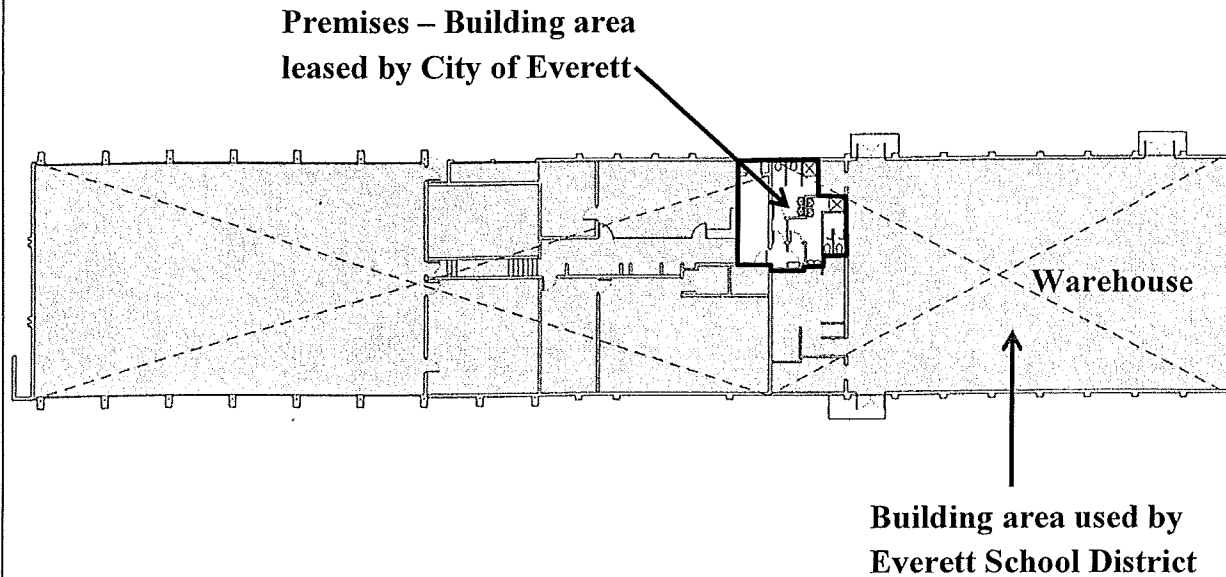 Premises – Building area
leased by City of Everett
Warehouse
Building area used by
Everett School District